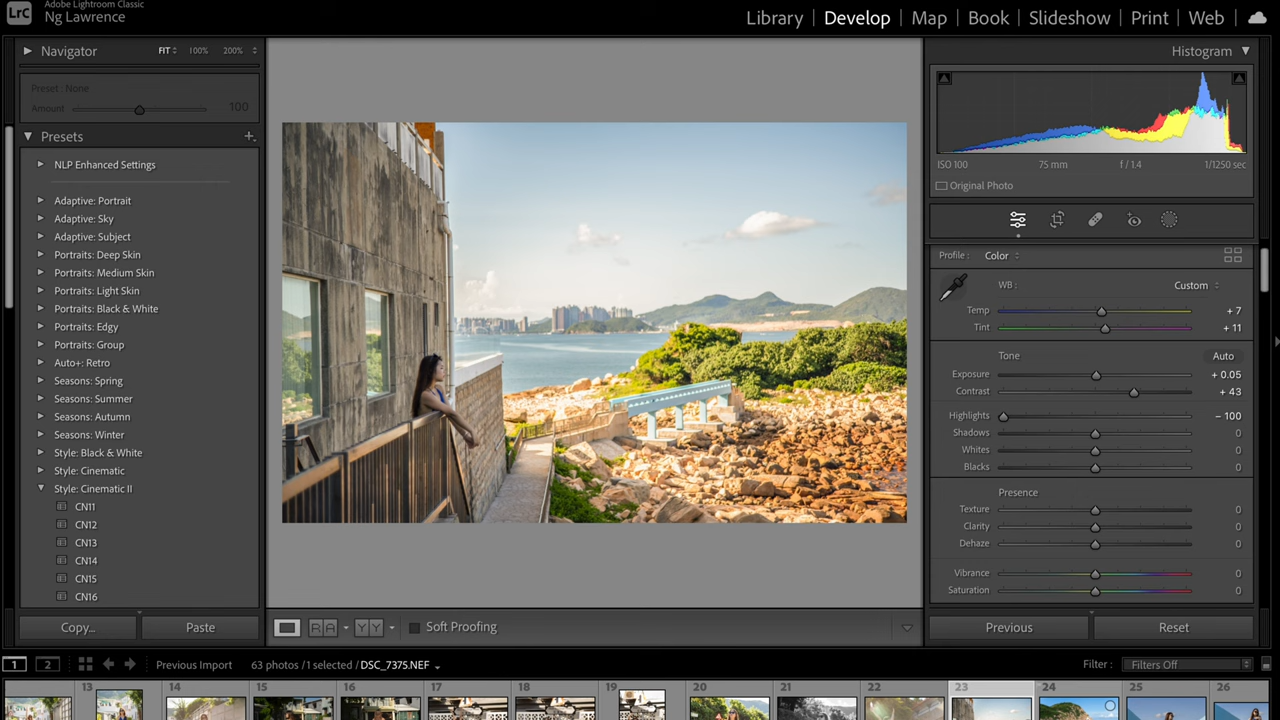 LrC
Adobe Lightroom Classic
Ng Lawrence
Library
Develop
Map
Book
Slideshow
Print
Web
Navigator
FIT
100%
200%
Preset : None
Amount
100
Presets
NLP Enhanced Settings
Adaptive: Portrait
Adaptive: Sky
Adaptive: Subject
Portraits: Deep Skin
Portraits: Medium Skin
Portraits: Light Skin
Portraits: Black & White
Portraits: Edgy
Portraits: Group
Auto+: Retro
Seasons: Spring
Seasons: Summer
Seasons: Autumn
Seasons: Winter
Style: Black & White
Style: Cinematic
Style: Cinematic II
CN11
CN12
CN13
CN14
CN15
CN16
Copy...
Paste
R A
Y Y
Soft Proofing
Histogram
ISO 100
75 mm
f / 1.4
1/1250 sec
Original Photo
Profile :
Color
WB :
Custom
Temp
+ 7
Tint
+ 11
Tone
Auto
Exposure
+ 0.05
Contrast
+ 43
Highlights
– 100
Shadows
0
Whites
0
Blacks
0
Presence
Texture
0
Clarity
0
Dehaze
0
Vibrance
0
Saturation
0
Previous
Reset
1
2
Previous Import
63 photos / 1 selected / DSC_7375.NEF
Filter :
Filters Off
13
14
15
16
17
18
19
20
21
22
23
24
25
26